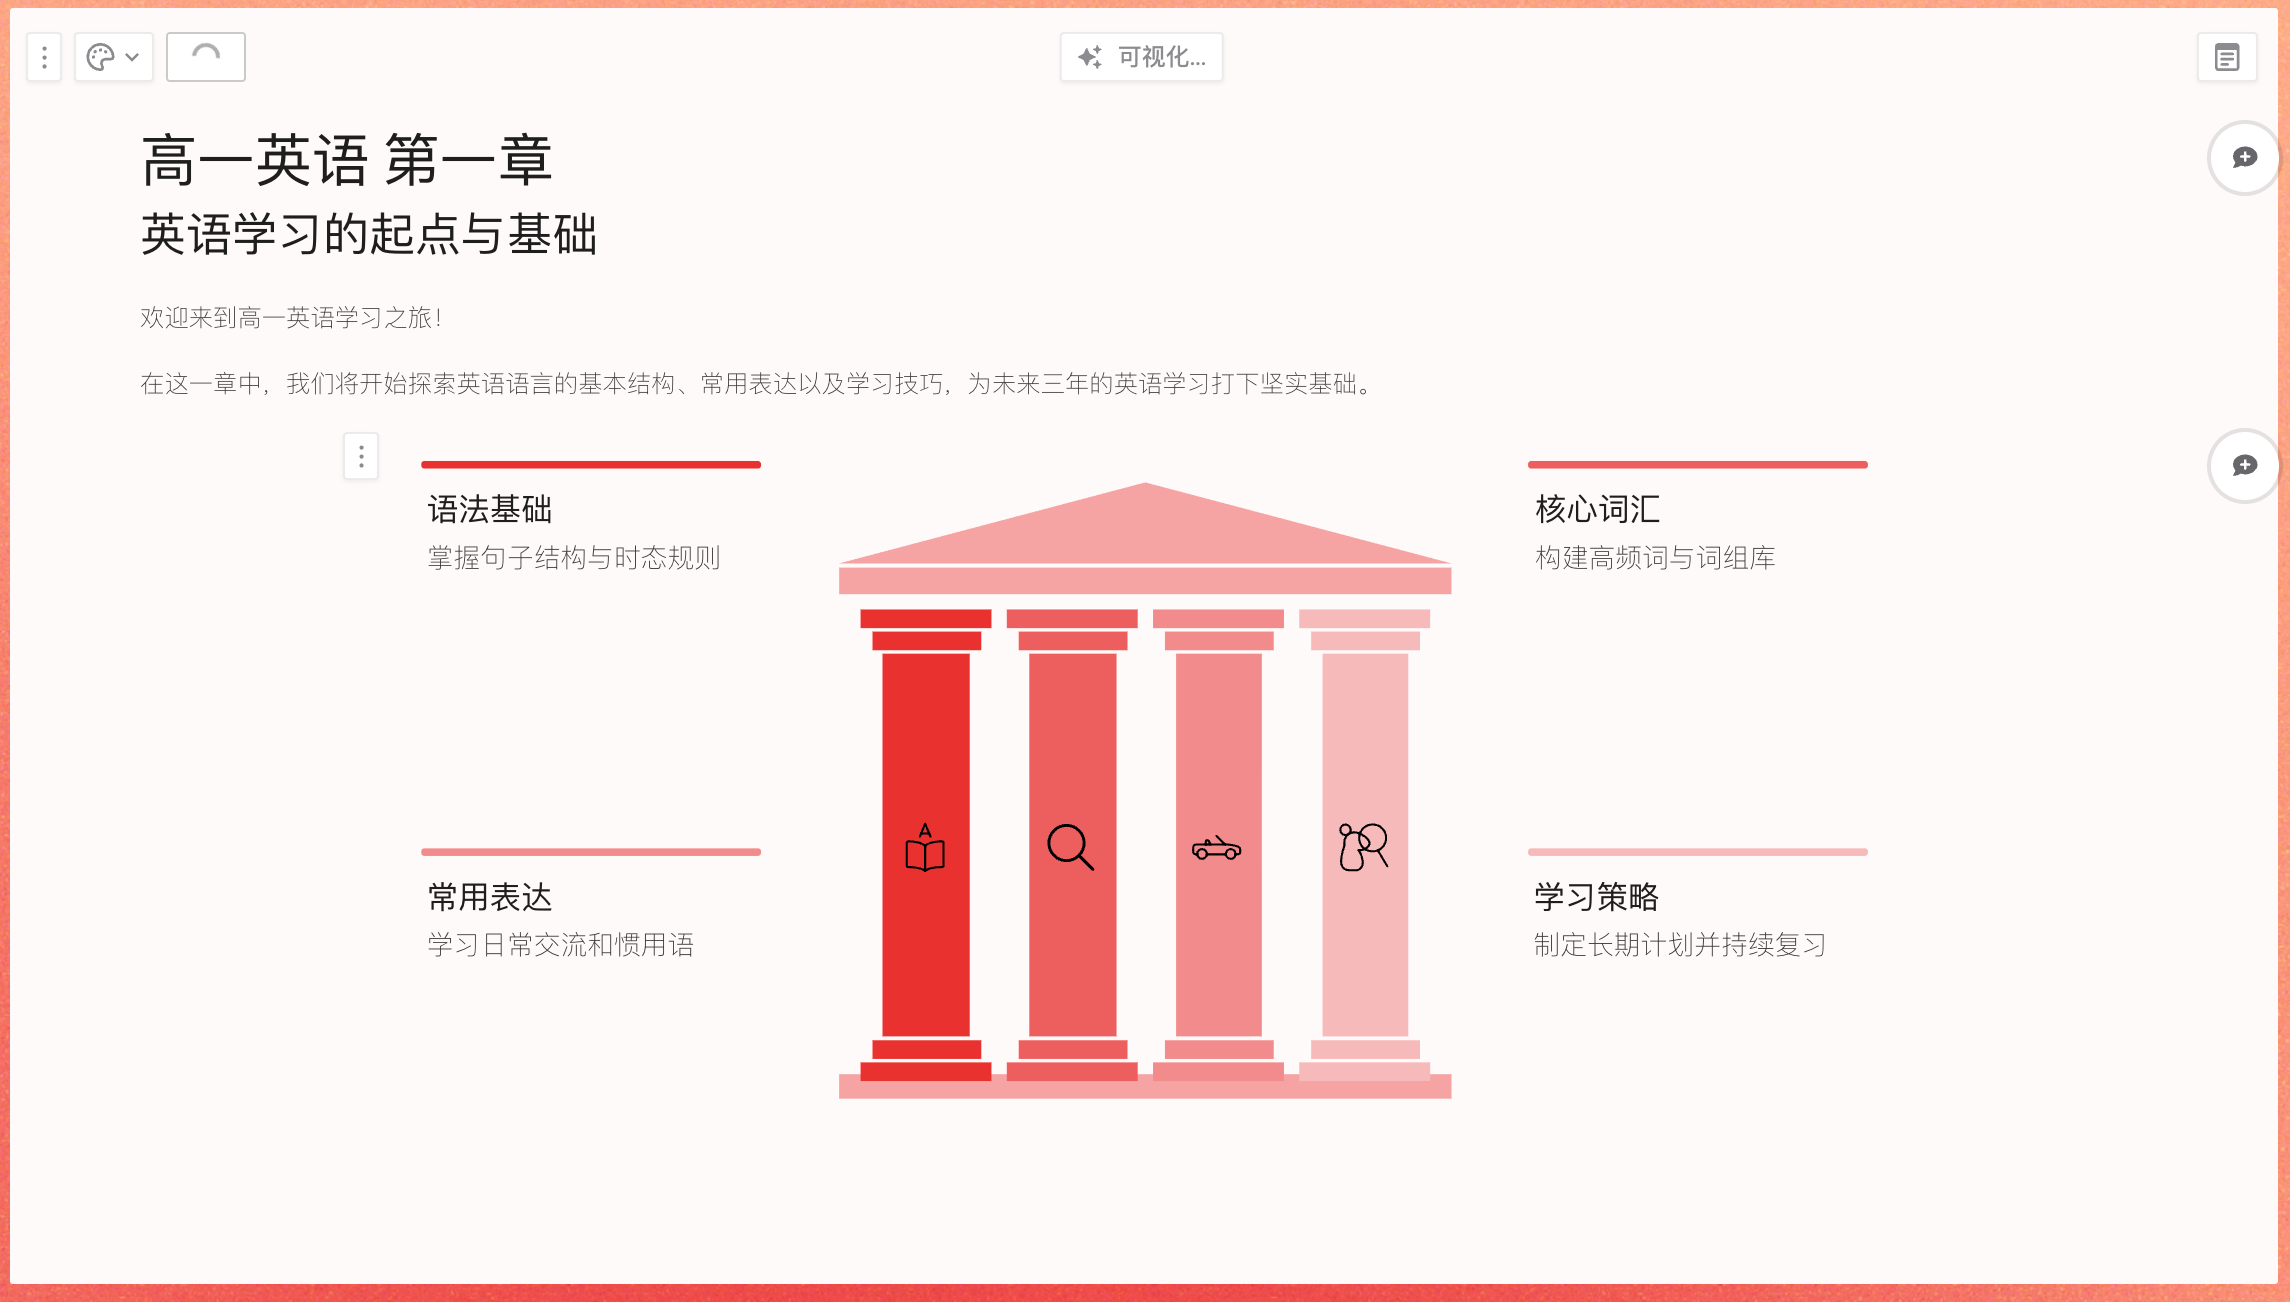 可视化...
高一英语 第一章
英语学习的起点与基础
欢迎来到高一英语学习之旅！
在这一章中，我们将开始探索英语语言的基本结构、常用表达以及学习技巧，为未来三年的英语学习打下坚实基础。
语法基础
掌握句子结构与时态规则
核心词汇
构建高频词与词组库
A
常用表达
学习日常交流和惯用语
学习策略
制定长期计划并持续复习